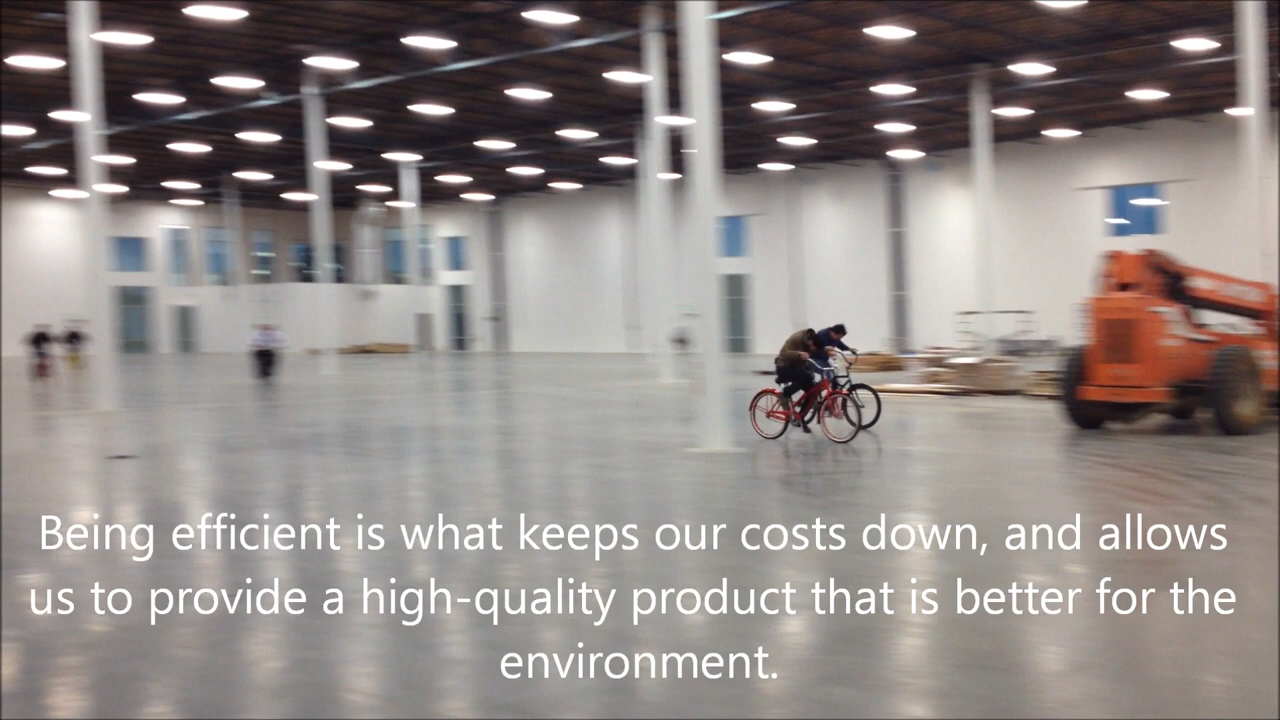 Being efficient is what keeps our costs down, and allows
us to provide a high-quality product that is better for the
environment.